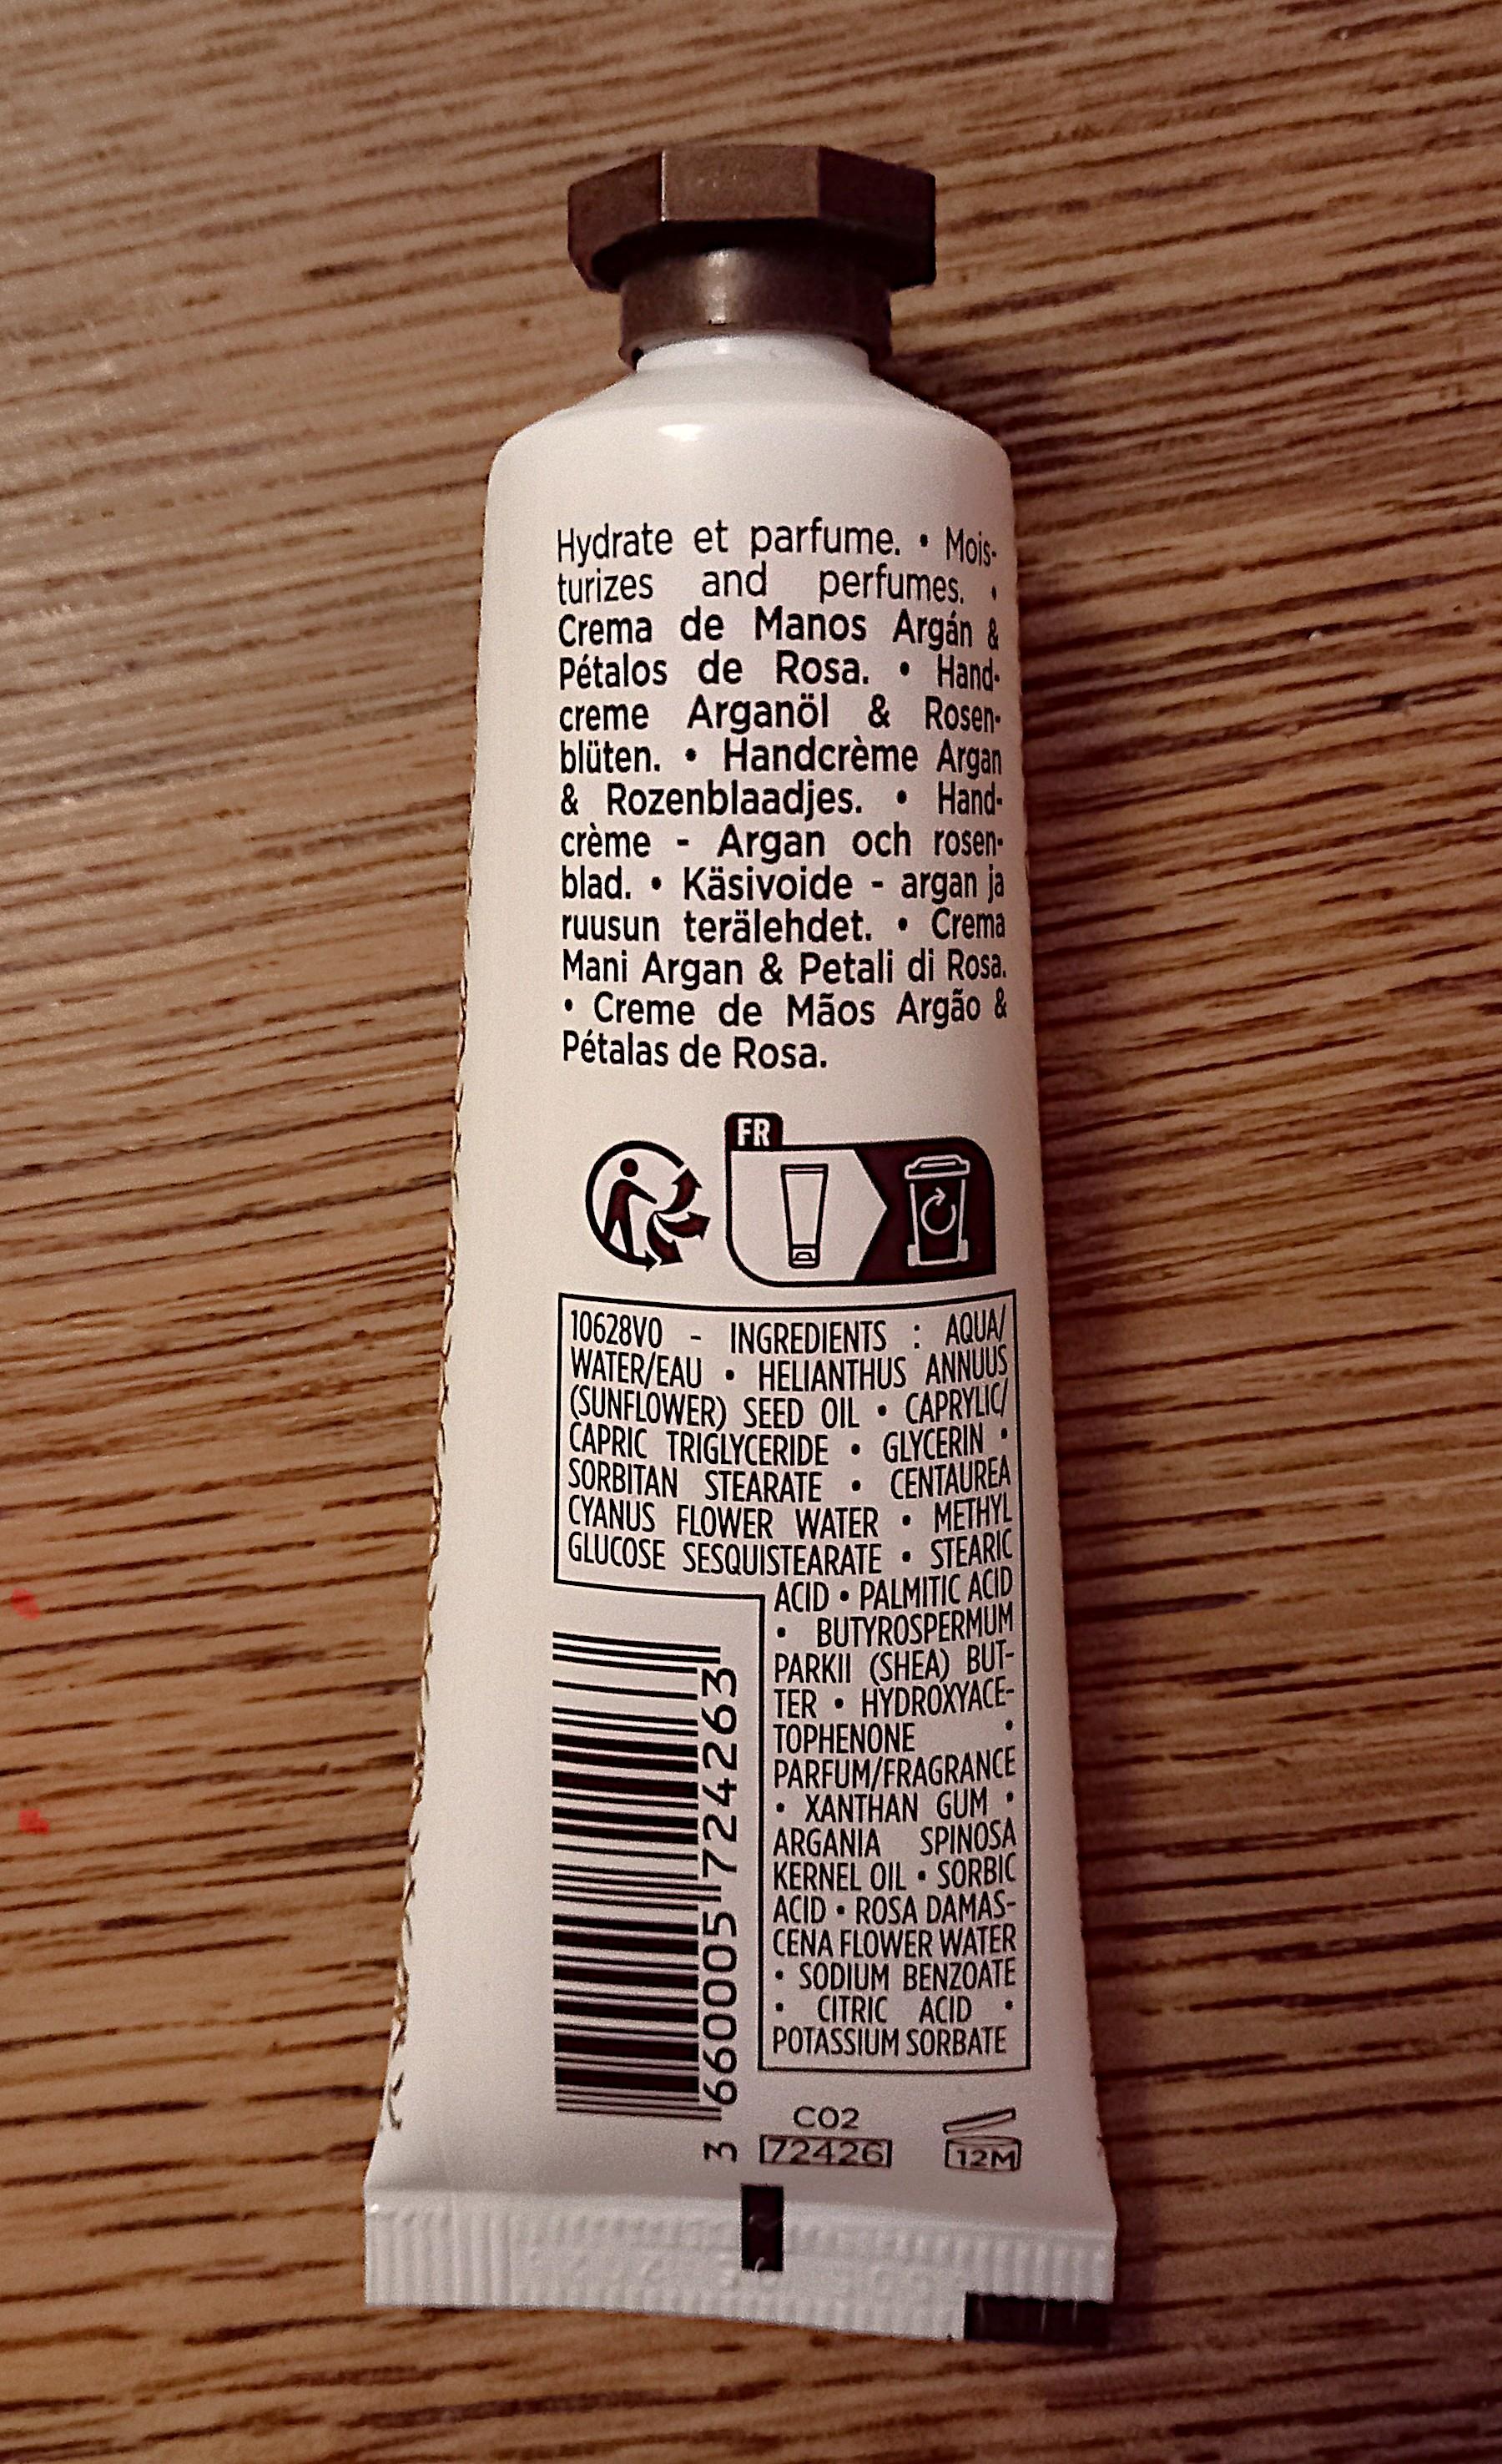 Hydrate et parfume. • Mois-
turizes and perfumes. •
Crema de Manos Argán &
Pétalos de Rosa. • Hand-
creme Arganöl & Rosen-
blüten. • Handcrème Argan
& Rozenblaadjes. • Hand-
crème - Argan och rosen-
blad. • Käsivoide - argan ja
ruusun terälehdet. • Crema
Mani Argan & Petali di Rosa.
• Creme de Mãos Argão &
Pétalas de Rosa.
FR
10628V0 - INGREDIENTS : AQUA/
WATER/EAU • HELIANTHUS ANNUUS
(SUNFLOWER) SEED OIL • CAPRYLIC/
CAPRIC TRIGLYCERIDE • GLYCERIN •
SORBITAN STEARATE • CENTAUREA
CYANUS FLOWER WATER • METHYL
GLUCOSE SESQUISTEARATE • STEARIC
ACID • PALMITIC ACID
• BUTYROSPERMUM
PARKII (SHEA) BUT-
TER • HYDROXYACE-
TOPHENONE •
PARFUM/FRAGRANCE
• XANTHAN GUM •
ARGANIA SPINOSA
KERNEL OIL • SORBIC
ACID • ROSA DAMAS-
CENA FLOWER WATER
• SODIUM BENZOATE
• CITRIC ACID •
POTASSIUM SORBATE
3 660005 724263
CO2
72426
12M